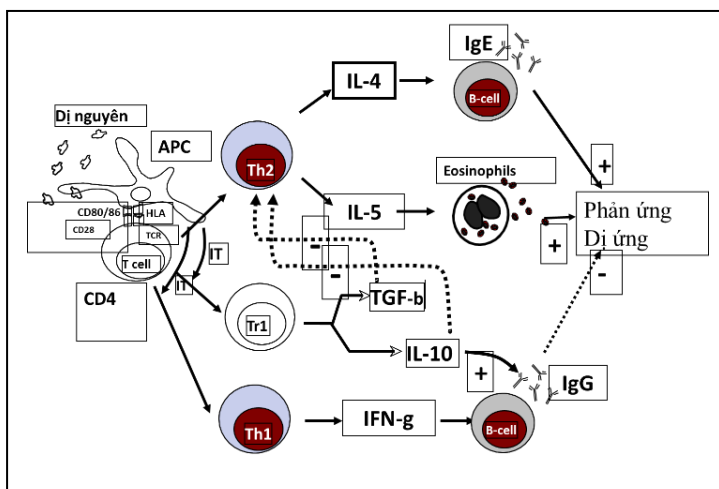 IgE
IL-4
B-cell
Dị nguyên
APC
Th2
Eosinophils
+
CD80/86
HLA
CD28
TCR
IL-5
Phản ứng
Dị ứng
T cell
IT
IT
-
-
+
-
CD4
TGF-b
Tr1
IL-10
+
IgG
Th1
IFN-g
B-cell